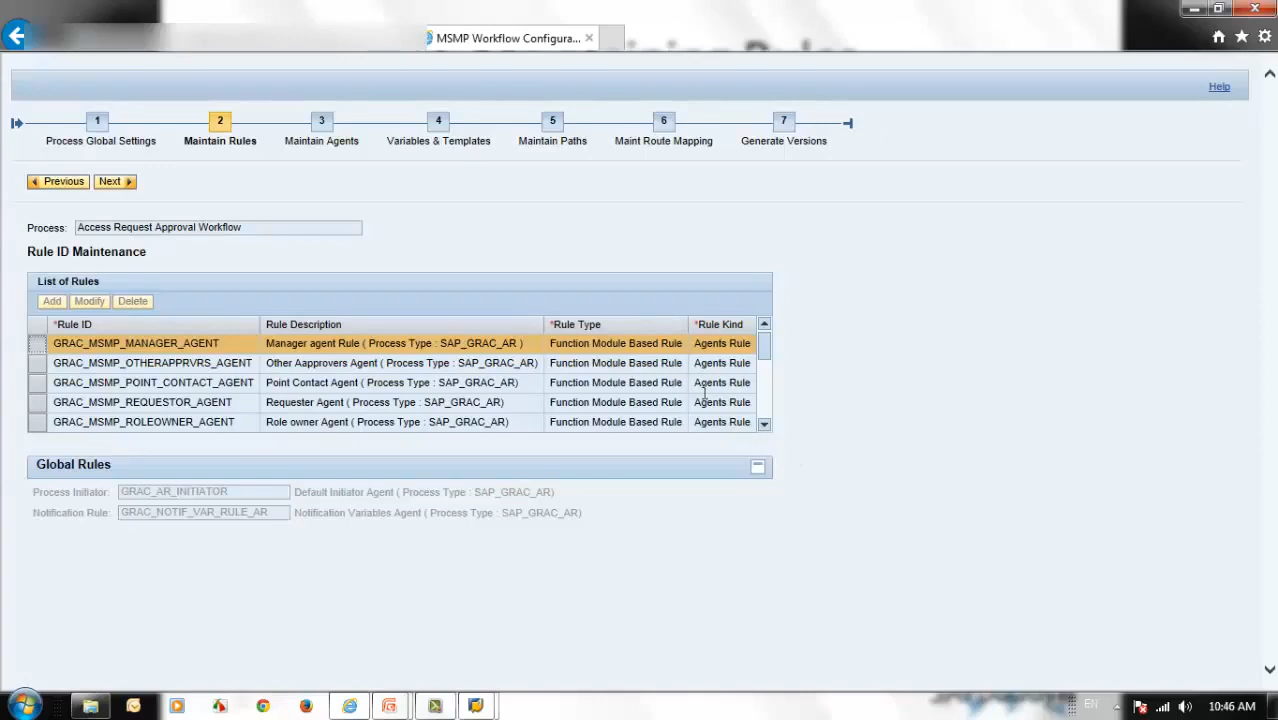 MSMP Workflow Configura...
Help
1 2 3 4 5 6 7
Process Global Settings Maintain Rules Maintain Agents Variables & Templates Maintain Paths Maint Route Mapping Generate Versions
Previous Next
Process: Access Request Approval Workflow
Rule ID Maintenance
List of Rules
Add Modify Delete
*Rule ID Rule Description *Rule Type *Rule Kind
GRAC_MSMP_MANAGER_AGENT Manager agent Rule ( Process Type : SAP_GRAC_AR ) Function Module Based Rule Agents Rule
GRAC_MSMP_OTHERAPPRVRS_AGENT Other Aapprovers Agent ( Process Type : SAP_GRAC_AR) Function Module Based Rule Agents Rule
GRAC_MSMP_POINT_CONTACT_AGENT Point Contact Agent ( Process Type : SAP_GRAC_AR) Function Module Based Rule Agents Rule
GRAC_MSMP_REQUESTOR_AGENT Requester Agent ( Process Type : SAP_GRAC_AR) Function Module Based Rule Agents Rule
GRAC_MSMP_ROLEOWNER_AGENT Role owner Agent ( Process Type : SAP_GRAC_AR) Function Module Based Rule Agents Rule
Global Rules
Process Initiator: GRAC_AR_INITIATOR Default Initiator Agent ( Process Type : SAP_GRAC_AR)
Notification Rule: GRAC_NOTIF_VAR_RULE_AR Notification Variables Agent ( Process Type : SAP_GRAC_AR)
EN 10:46 AM